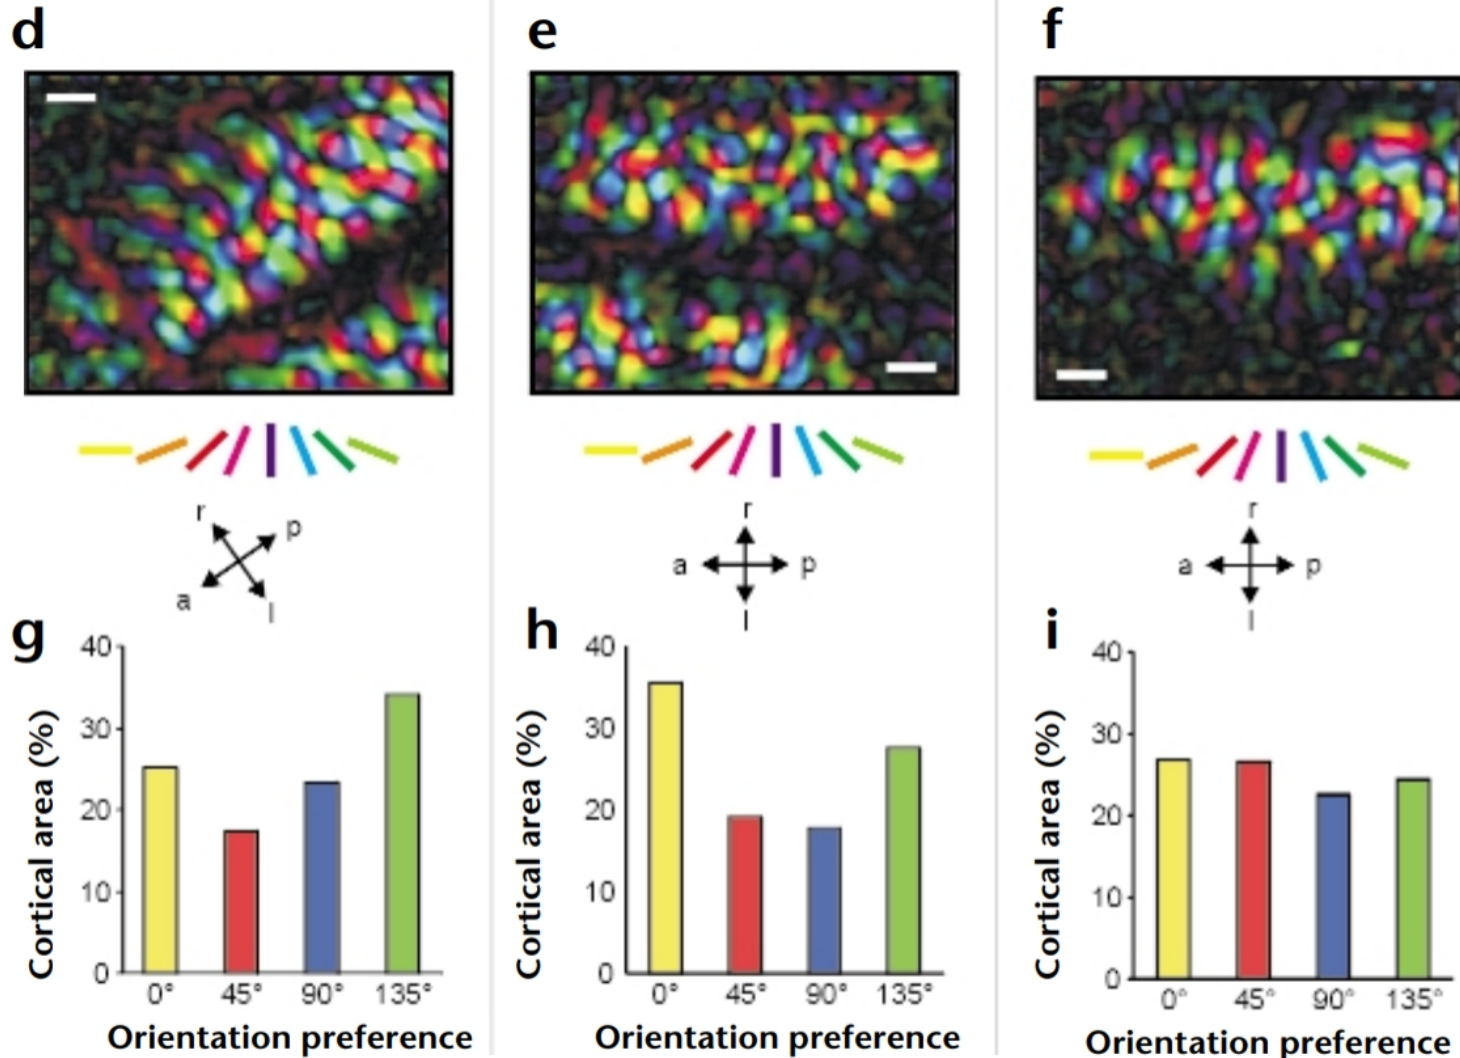 d
e
f
r
p
a
l
r
a
p
l
r
a
p
l
g
40
30
20
10
0
Cortical area (%)
0° 45° 90° 135°
Orientation preference
h
40
30
20
10
0
Cortical area (%)
0° 45° 90° 135°
Orientation preference
i
40
30
20
10
0
Cortical area (%)
0° 45° 90° 135°
Orientation preference